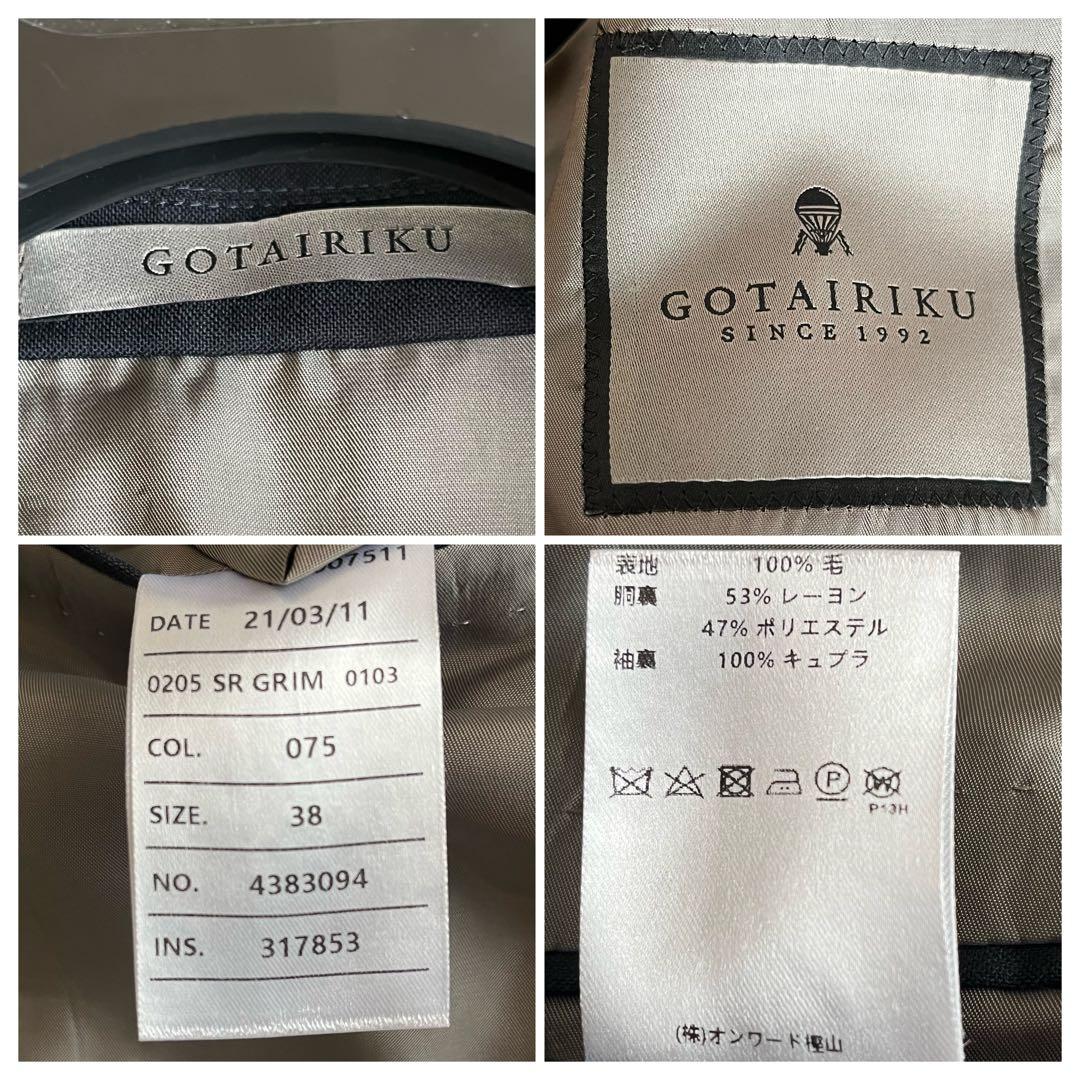 GOTAIRIKU
GOTAIRIKU
SINCE 1992
DATE 21/03/11
0205 SR GRIM 0103
COL. 075
SIZE. 38
NO. 4383094
INS. 317853
表地 100% 毛
胴裏 53% レーヨン
47% ポリエステル
袖裏 100% キュプラ
P
W
P13H
(株)オンワード樫山